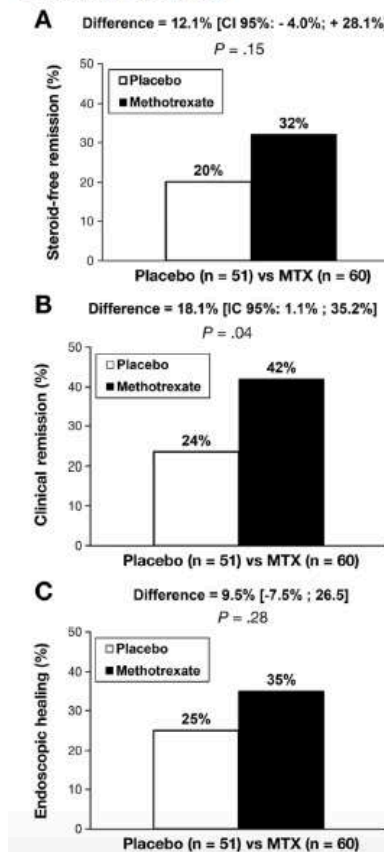 A
Difference = 12.1% [CI 95%: - 4.0%; + 28.1%]
P = .15
Steroid-free remission (%)
50
40
30
20
10
0
Placebo
Methotrexate
20%
32%
Placebo (n = 51) vs MTX (n = 60)
B
Difference = 18.1% [IC 95%: 1.1% ; 35.2%]
P = .04
Clinical remission (%)
50
40
30
20
10
0
Placebo
Methotrexate
24%
42%
Placebo (n = 51) vs MTX (n = 60)
C
Difference = 9.5% [-7.5% ; 26.5]
P = .28
Endoscopic healing (%)
50
40
30
20
10
0
Placebo
Methotrexate
25%
35%
Placebo (n = 51) vs MTX (n = 60)